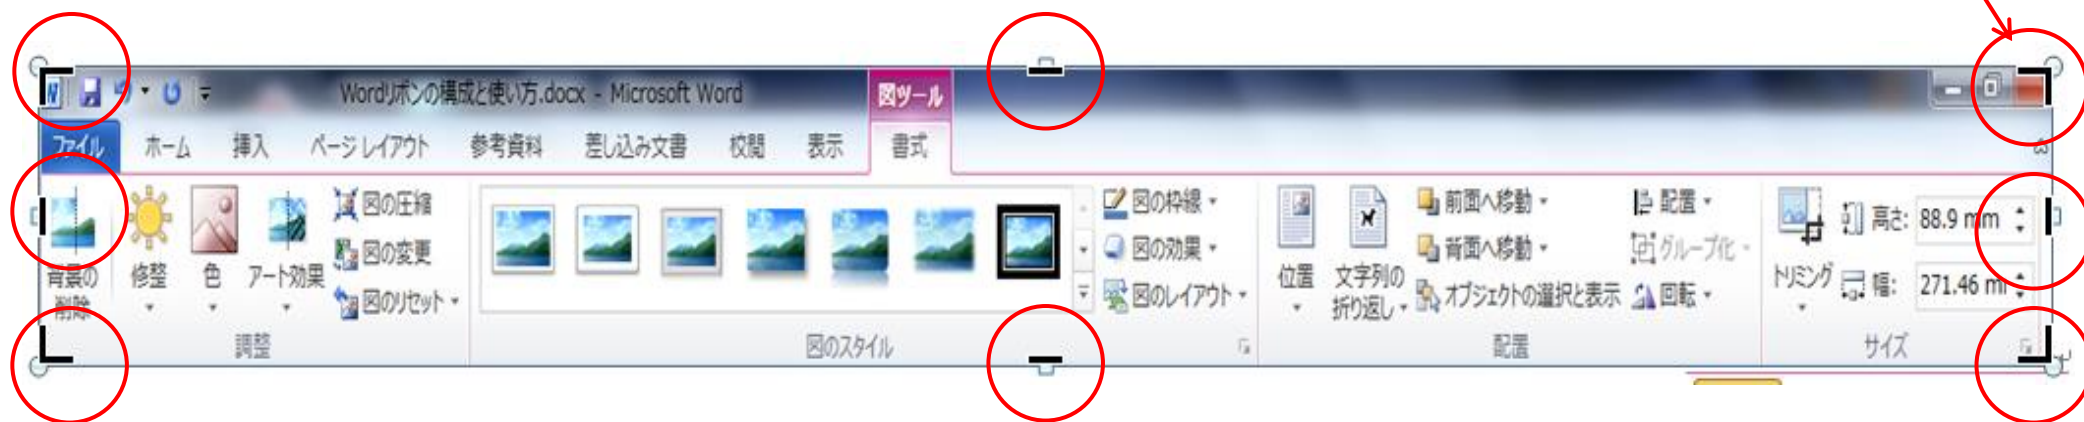 Wordリボンの構成と使い方.docx - Microsoft Word
図ツール
ファイル ホーム 挿入 ページ レイアウト 参考資料 差し込み文書 校閲 表示 書式
背景の
削除
修整
色
アート効果
図の圧縮
図の変更
図のリセット
調整
図のスタイル
図の枠線
図の効果
図のレイアウト
位置
文字列の
折り返し
前面へ移動
背面へ移動
オブジェクトの選択と表示
配置
グループ化
回転
配置
トリミング
高さ: 88.9 mm
幅: 271.46 m
サイズ